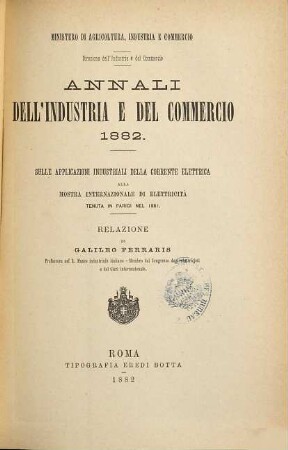 MINISTERO DI AGRICOLTURA, INDUSTRIA E COMMERCIO
Direzione dell'Industria e del Commercio
ANNALI
DELL'INDUSTRIA E DEL COMMERCIO
1882.
SULLE APPLICAZIONI INDUSTRIALI DELLA CORRENTE ELETTRICA
ALLA
MOSTRA INTERNAZIONALE DI ELETTRICITÀ
TENUTA IN PARIGI NEL 1881.
RELAZIONE
DI
GALILEO FERRARIS
Professore nel R. Museo industriale italiano - Membro del Congresso degli
e del Giurì internazionale.
ROMA
TIPOGRAFIA EREDI BOTTA
1882